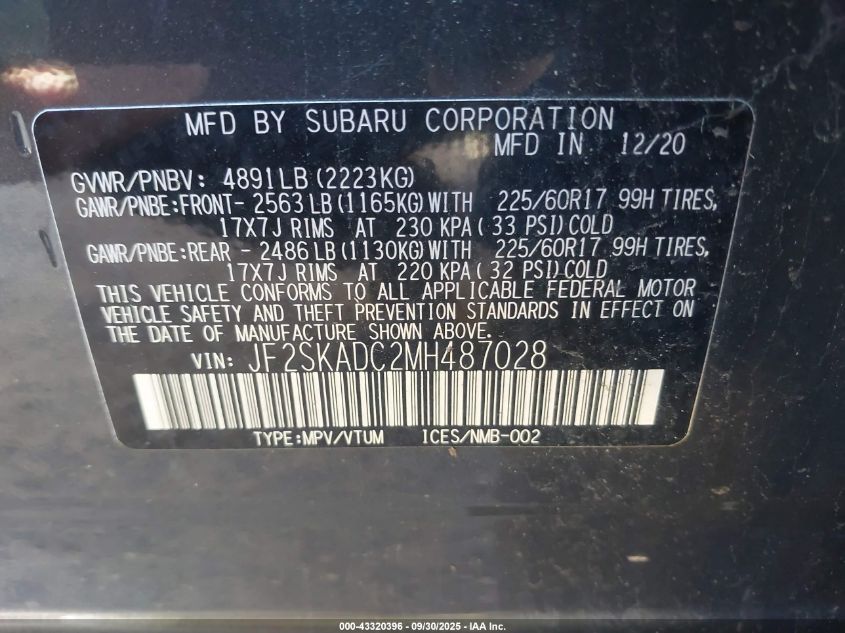 MFD BY SUBARU CORPORATION
MFD IN 12/20
GVWR/PNBV: 4891LB(2223KG)
GAWR/PNBE:FRONT- 2563LB(1165KG)WITH 225/60R17 99H TIRES,
17X7J RIMS AT 230 KPA( 33 PSI)COLD
GAWR/PNBE:REAR - 2486LB(1130KG)WITH 225/60R17 99H TIRES,
17X7J RIMS AT 220 KPA( 32 PSI)COLD
THIS VEHICLE CONFORMS TO ALL APPLICABLE FEDERAL MOTOR
VEHICLE SAFETY AND THEFT PREVENTION STANDARDS IN EFFECT ON
THE DATE OF MANUFACTURE SHOWN ABOVE.
VIN: JF2SKADC2MH487028
TYPE:MPV/VTUM ICES/NMB-002
000-43320396 - 09/30/2025 - IAA Inc.